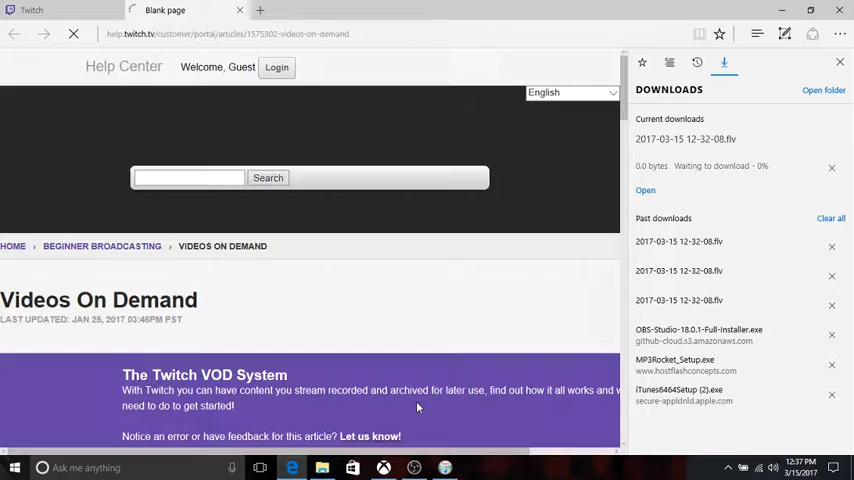 Twitch
Blank page
help.twitch.tv/customer/portal/articles/1575302-videos-on-demand
Help Center
Welcome, Guest
Login
English
Search
HOME › BEGINNER BROADCASTING › VIDEOS ON DEMAND
Videos On Demand
LAST UPDATED: JAN 25, 2017 03:46PM PST
The Twitch VOD System
With Twitch you can have content you stream recorded and archived for later use, find out how it all works and w
need to do to get started!
Notice an error or have feedback for this article? Let us know!
DOWNLOADS
Open folder
Current downloads
2017-03-15 12-32-08.flv
0.0 bytes Waiting to download - 0%
Open
Past downloads
Clear all
2017-03-15 12-32-08.flv
2017-03-15 12-32-08.flv
2017-03-15 12-32-08.flv
OBS-Studio-18.0.1-Full-Installer.exe
github-cloud.s3.amazonaws.com
MP3Rocket_Setup.exe
www.hostflashconcepts.com
iTunes6464Setup (2).exe
secure-appldnld.apple.com
Ask me anything
12:37 PM
3/15/2017